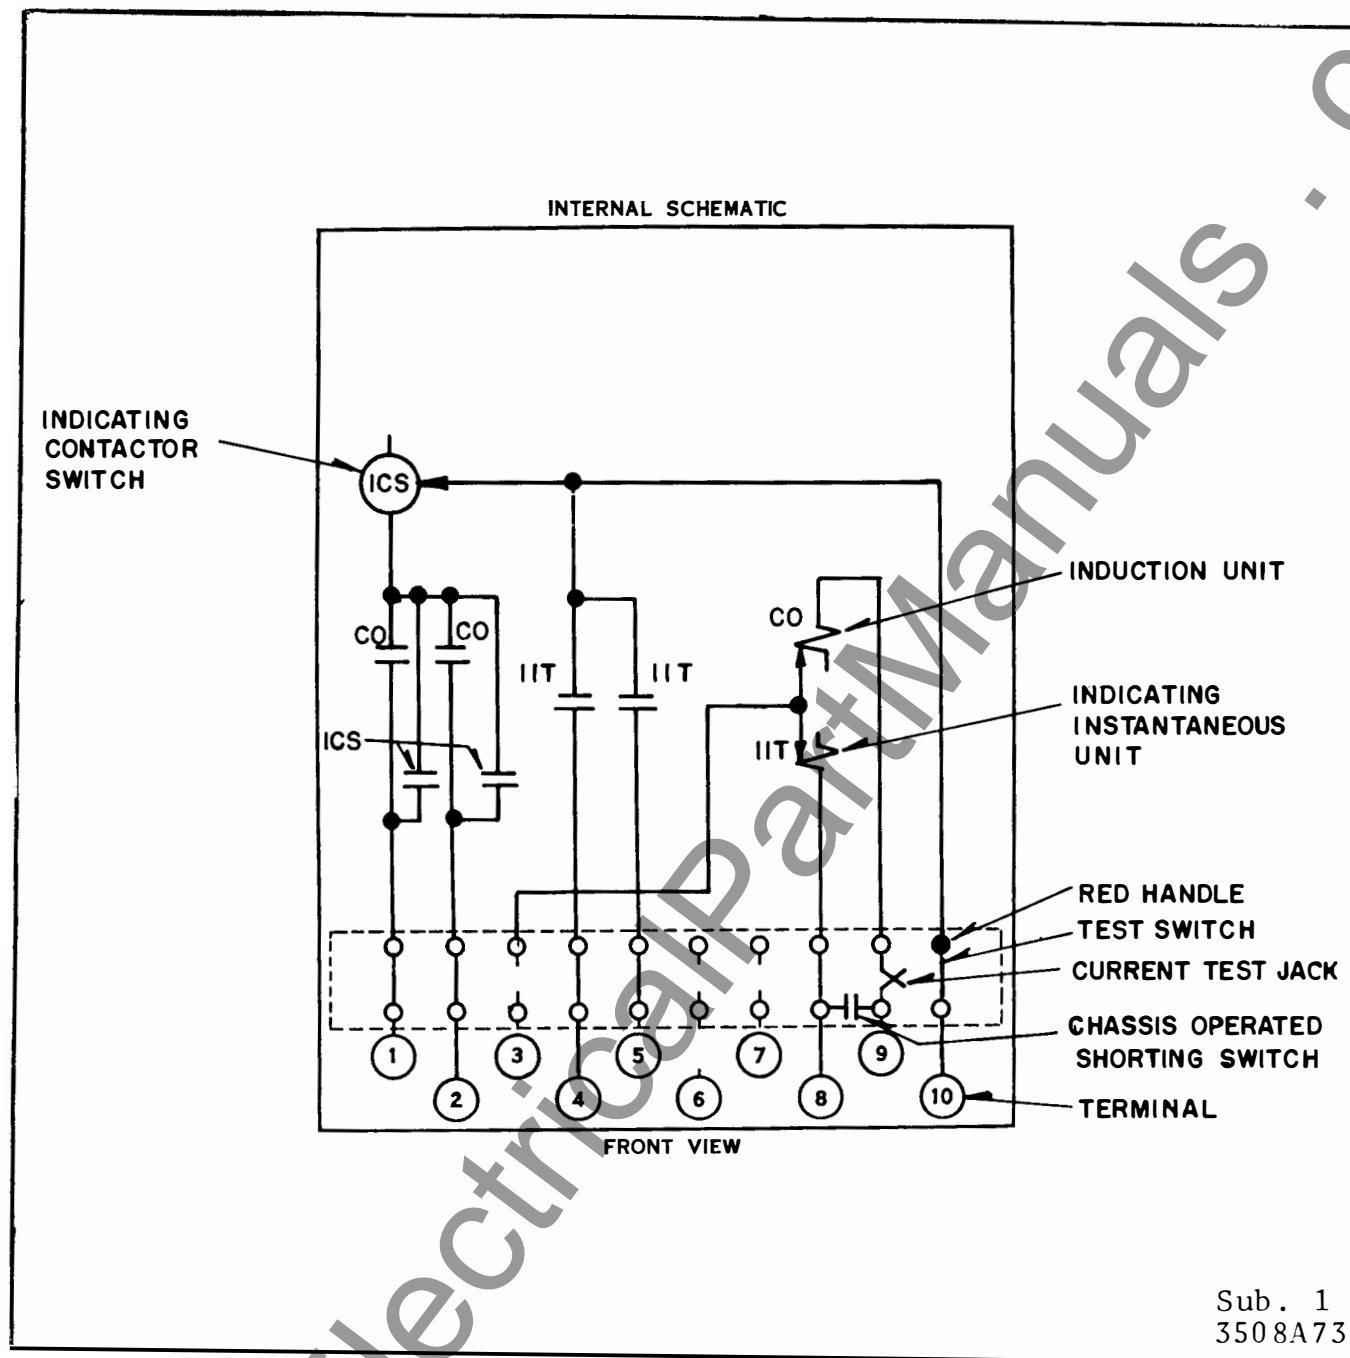 INTERNAL SCHEMATIC
INDICATING
CONTACTOR
SWITCH
ICS
CO
CO
IIT
IIT
ICS
CO
IIT
INDUCTION UNIT
INDICATING
INSTANTANEOUS
UNIT
RED HANDLE
TEST SWITCH
CURRENT TEST JACK
CHASSIS OPERATED
SHORTING SWITCH
TERMINAL
1
2
3
4
5
6
7
8
9
10
FRONT VIEW
Sub. 1
3508A73
lectricalPartManuals . c